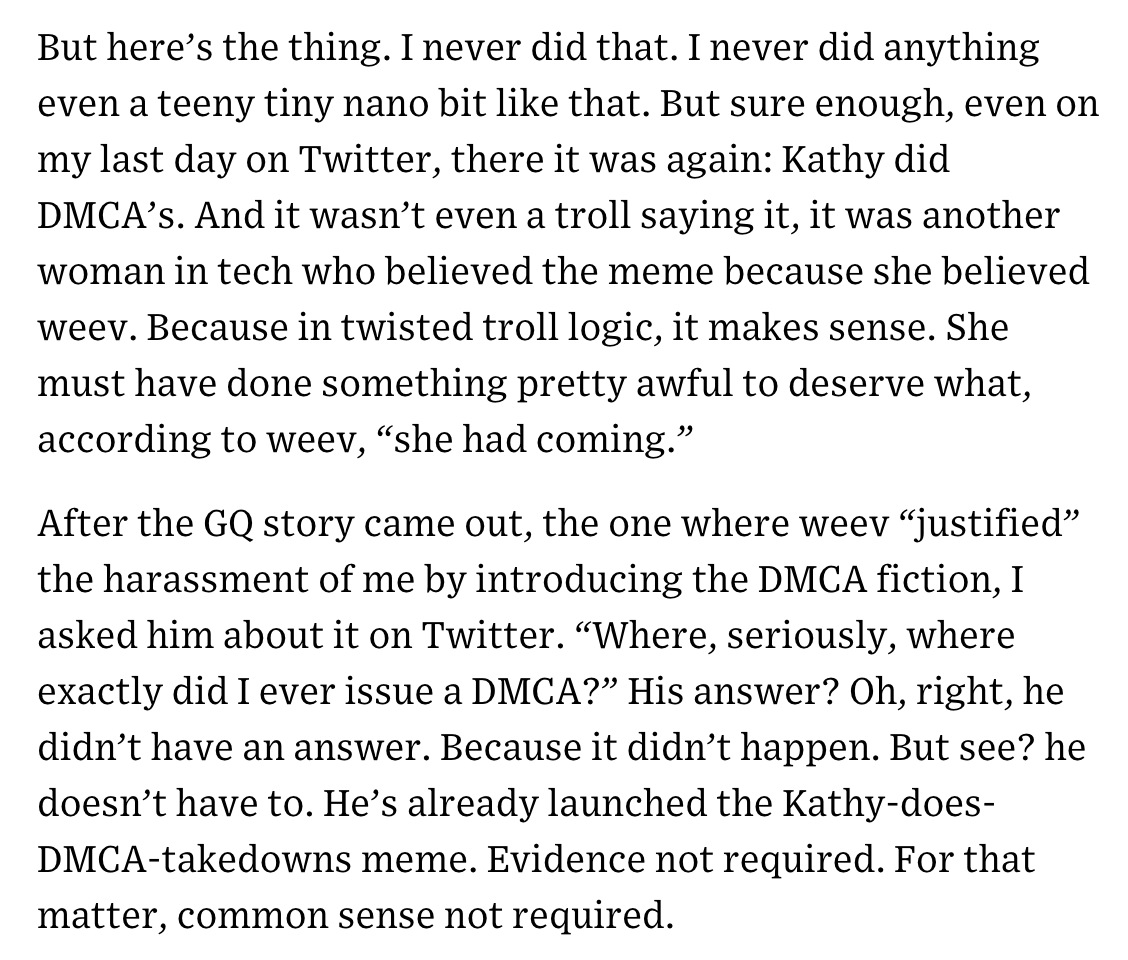 But here’s the thing. I never did that. I never did anything
even a teeny tiny nano bit like that. But sure enough, even on
my last day on Twitter, there it was again: Kathy did
DMCA’s. And it wasn’t even a troll saying it, it was another
woman in tech who believed the meme because she believed
weev. Because in twisted troll logic, it makes sense. She
must have done something pretty awful to deserve what,
according to weev, “she had coming.”
After the GQ story came out, the one where weev “justified”
the harassment of me by introducing the DMCA fiction, I
asked him about it on Twitter. “Where, seriously, where
exactly did I ever issue a DMCA?” His answer? Oh, right, he
didn’t have an answer. Because it didn’t happen. But see? he
doesn’t have to. He’s already launched the Kathy-does-
DMCA-takedowns meme. Evidence not required. For that
matter, common sense not required.